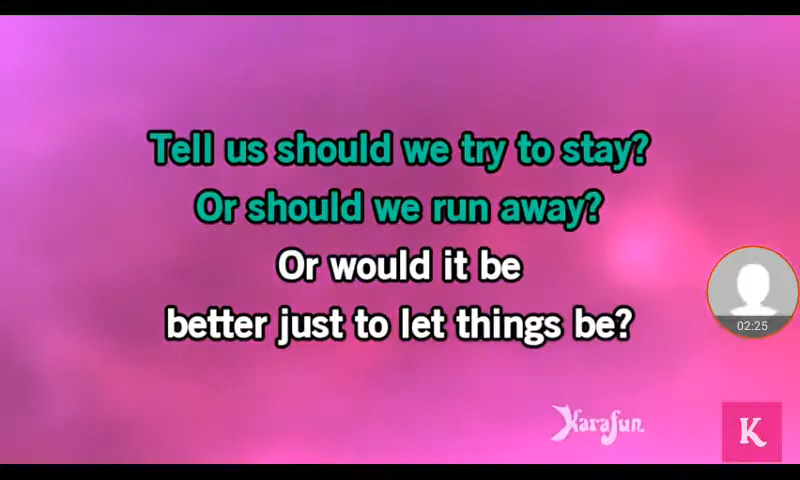 Tell us should we try to stay?
Or should we run away?
Or would it be
better just to let things be?
02:25
Karafun
K